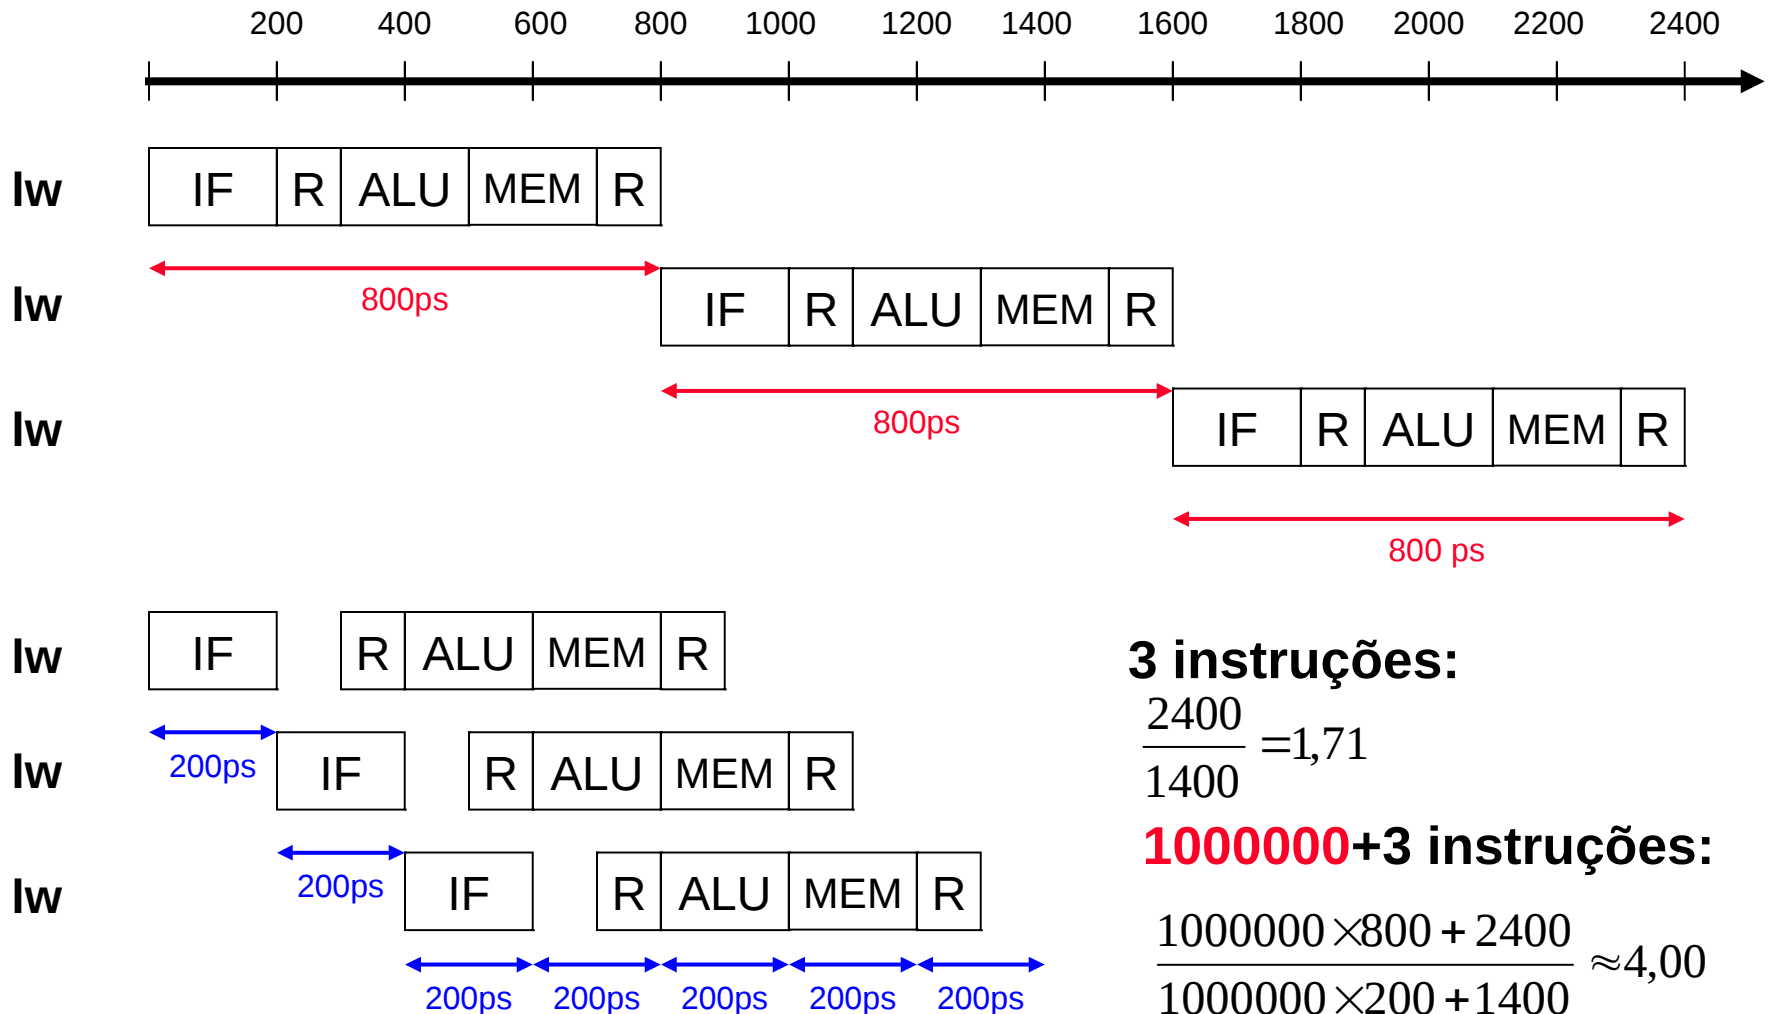 200 400 600 800 1000 1200 1400 1600 1800 2000 2200 2400
lw IF R ALU MEM R
800ps
lw IF R ALU MEM R
800ps
lw IF R ALU MEM R
800 ps
lw IF R ALU MEM R
200ps
lw IF R ALU MEM R
200ps
lw IF R ALU MEM R
200ps 200ps 200ps 200ps 200ps
3 instruções:
2400
1400
=1,71
1000000+3 instruções:
1000000×800+2400
1000000×200+1400
≈4,00